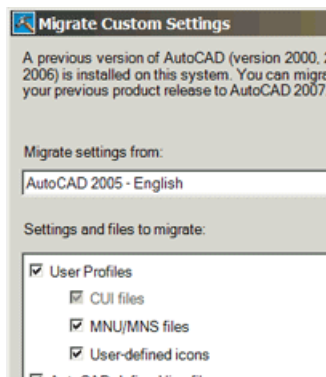 Migrate Custom Settings
A previous version of AutoCAD (version 2000,
2006) is installed on this system. You can
your previous product release to AutoCAD 2007
Migrate settings from:
AutoCAD 2005 - English
Settings and files to migrate:
User Profiles
CUI files
MNU/MNS files
User-defined icons